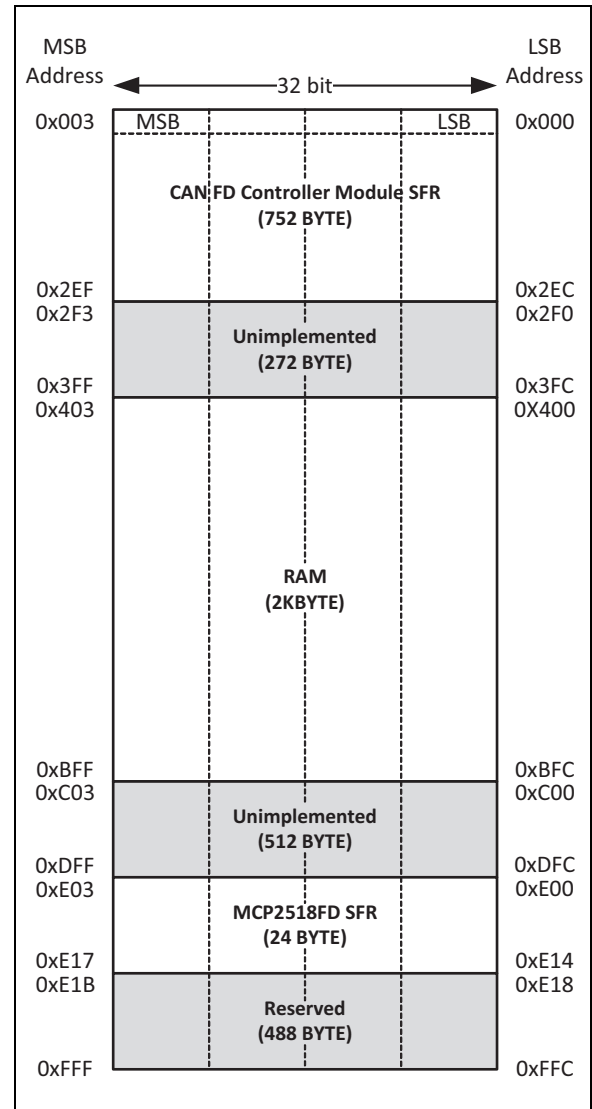 MSB
Address
LSB
Address
32 bit
0x003
MSB
LSB
0x000
CAN FD Controller Module SFR
(752 BYTE)
0x2EF
0x2EC
0x2F3
0x2F0
Unimplemented
(272 BYTE)
0x3FF
0x3FC
0x403
0X400
RAM
(2KBYTE)
0xBFF
0xBFC
0xC03
0xC00
Unimplemented
(512 BYTE)
0xDFF
0xDFC
0xE03
0xE00
MCP2518FD SFR
(24 BYTE)
0xE17
0xE14
0xE1B
0xE18
Reserved
(488 BYTE)
0xFFF
0xFFC